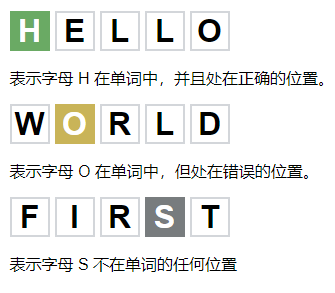 HELLO
表示字母 H 在单词中，并且处在正确的位置。
WORLD
表示字母 O 在单词中，但处在错误的位置。
FIRST
表示字母 S 不在单词的任何位置